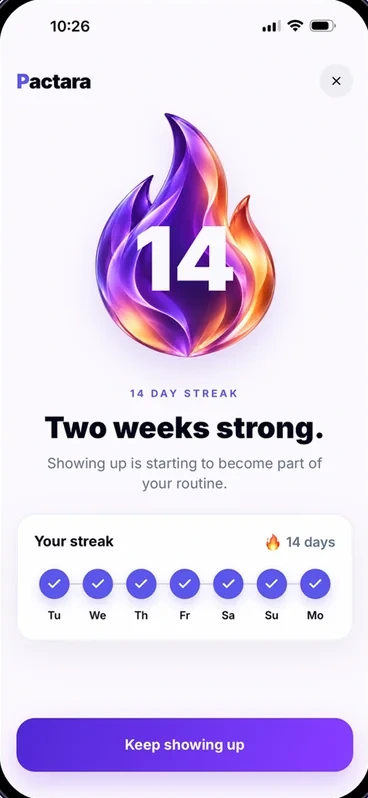 10:26
Pactara
14
14 DAY STREAK
Two weeks strong.
Showing up is starting to become part of
your routine.
Your streak
🔥 14 days
Tu We Th Fr Sa Su Mo
Keep showing up